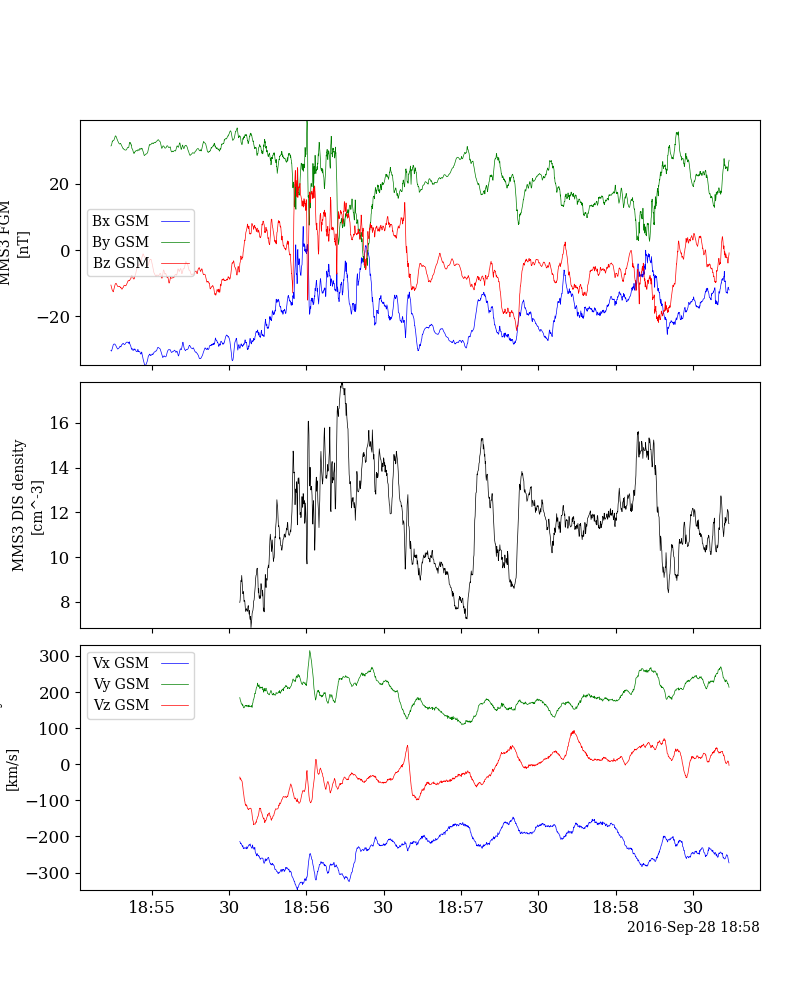 MMS3 FGM
[nT]
20
0
−20
Bx GSM
By GSM
Bz GSM
MMS3 DIS density
[cm^-3]
16
14
12
10
8
[km/s]
300
200
100
0
−100
−200
−300
Vx GSM
Vy GSM
Vz GSM
18:55
30
18:56
30
18:57
30
18:58
30
2016-Sep-28 18:58